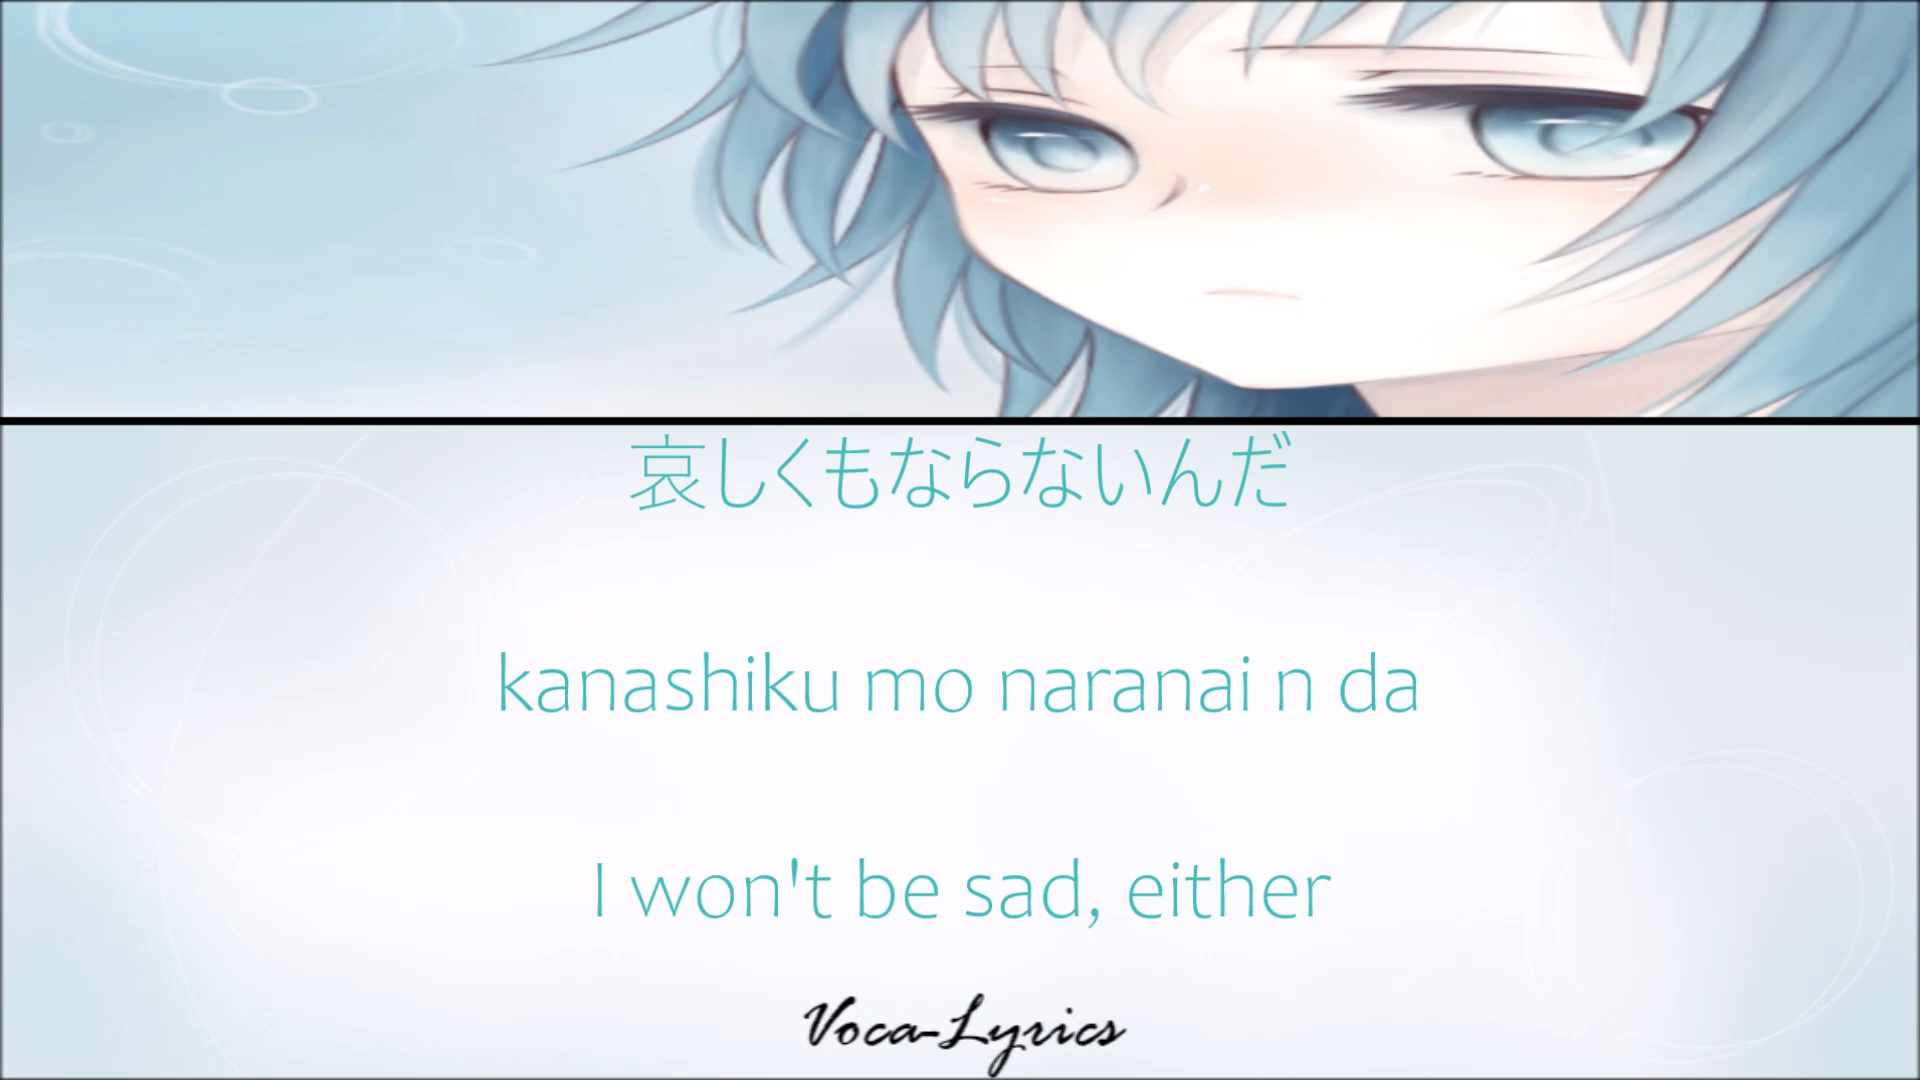 哀しくもならないんだ
kanashiku mo naranai n da
I won't be sad, either
Voca-Lyrics